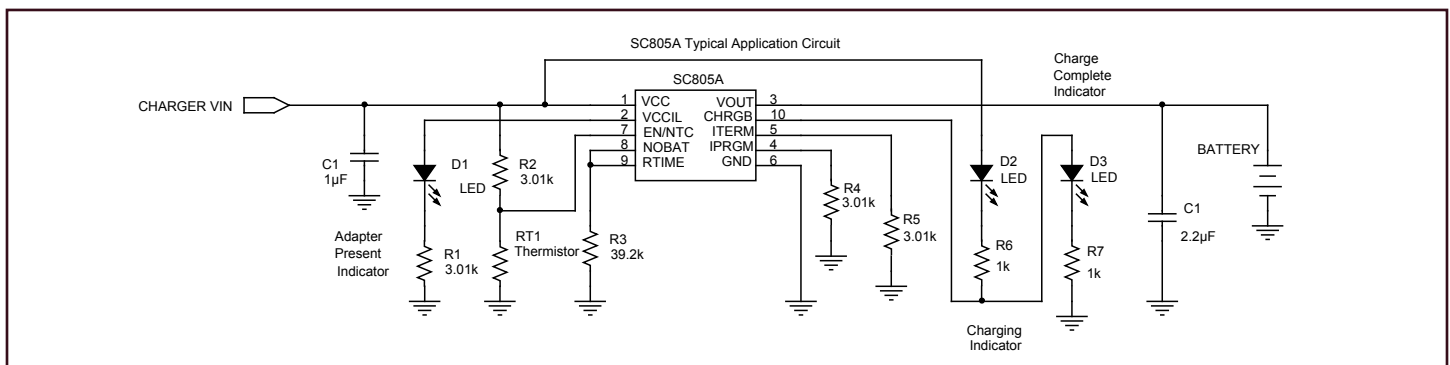 SC805A Typical Application Circuit
Charge
Complete
Indicator
SC805A
CHARGER VIN
1 VCC VOUT 3
2 VCCIL CHRGB 10
7 EN/NTC ITERM 5
8 NOBAT IPRGM 4
9 RTIME GND 6
C1
1µF
D1
LED
R2
3.01k
R4
3.01k
R5
3.01k
D2
LED
D3
LED
BATTERY
C1
2.2µF
Adapter
Present
Indicator
R1
3.01k
RT1
Thermistor
R3
39.2k
R6
1k
R7
1k
Charging
Indicator